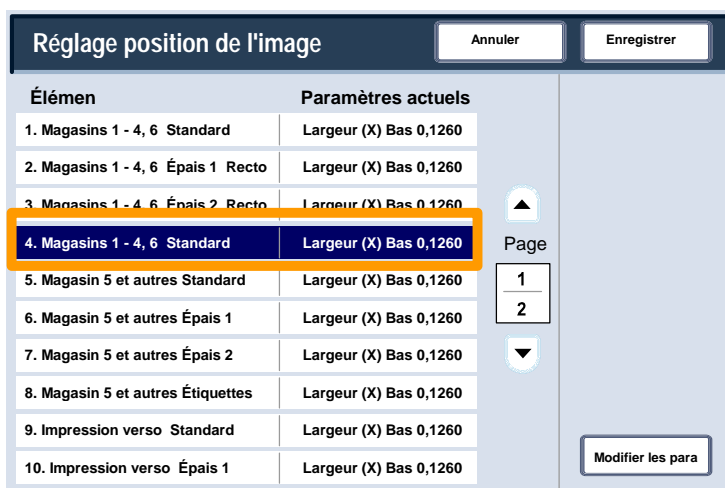 Réglage position de l'image
Annuler
Enregistrer
Élémen Paramètres actuels
1. Magasins 1 - 4, 6 Standard Largeur (X) Bas 0,1260
2. Magasins 1 - 4, 6 Épais 1 Recto Largeur (X) Bas 0,1260
3. Magasins 1 - 4, 6 Épais 2 Recto Largeur (X) Bas 0,1260
4. Magasins 1 - 4, 6 Standard Largeur (X) Bas 0,1260
5. Magasin 5 et autres Standard Largeur (X) Bas 0,1260
6. Magasin 5 et autres Épais 1 Largeur (X) Bas 0,1260
7. Magasin 5 et autres Épais 2 Largeur (X) Bas 0,1260
8. Magasin 5 et autres Étiquettes Largeur (X) Bas 0,1260
9. Impression verso Standard Largeur (X) Bas 0,1260
10. Impression verso Épais 1 Largeur (X) Bas 0,1260
Page
1
2
Modifier les para